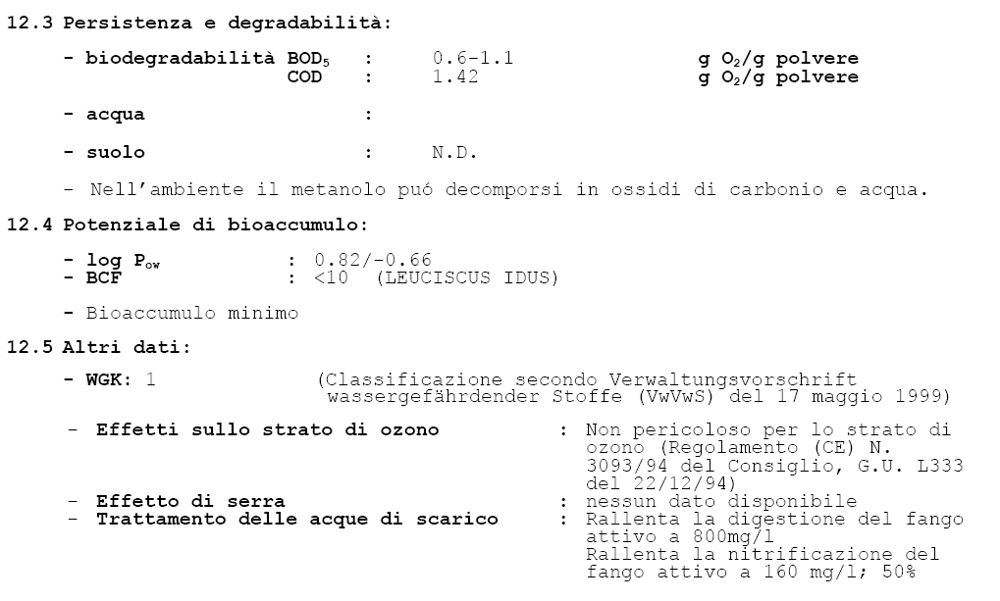 12.3 Persistenza e degradabilità:
- biodegradabilità BOD₅ : 0.6-1.1 g O₂/g polvere
COD : 1.42 g O₂/g polvere
- acqua :
- suolo : N.D.
- Nell'ambiente il metanolo puó decomporsi in ossidi di carbonio e acqua.
12.4 Potenziale di bioaccumulo:
- log Pow : 0.82/-0.66
- BCF : <10 (LEUCISCUS IDUS)
- Bioaccumulo minimo
12.5 Altri dati:
- WGK: 1 (Classificazione secondo Verwaltungsvorschrift
wassergefährdender Stoffe (VwVwS) del 17 maggio 1999)
- Effetti sullo strato di ozono : Non pericoloso per lo strato di
ozono (Regolamento (CE) N.
3093/94 del Consiglio, G.U. L333
del 22/12/94)
- Effetto di serra : nessun dato disponibile
- Trattamento delle acque di scarico : Rallenta la digestione del fango
attivo a 800mg/l
Rallenta la nitrificazione del
fango attivo a 160 mg/l; 50%